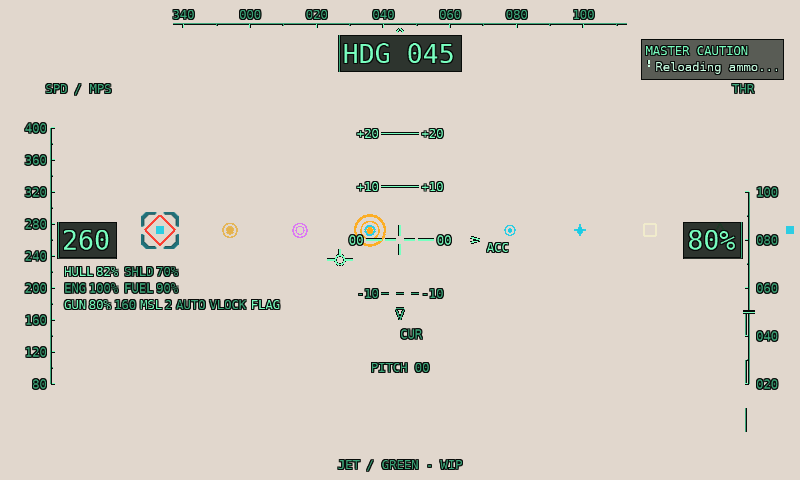 340 000 020 040 060 080 100
HDG 045
MASTER CAUTION
! Reloading ammo...
SPD / MPS
THR
400
360
320
280
240
200
160
120
80
+20 +20
+10 +10
00 00
-10 -10
ACC
CUR
PITCH 00
260
HULL 82% SHLD 70%
ENG 100% FUEL 90%
GUN 80% 160 MSL 2 AUTO VLOCK FLAG
100
080
060
040
020
80%
JET / GREEN - WIP